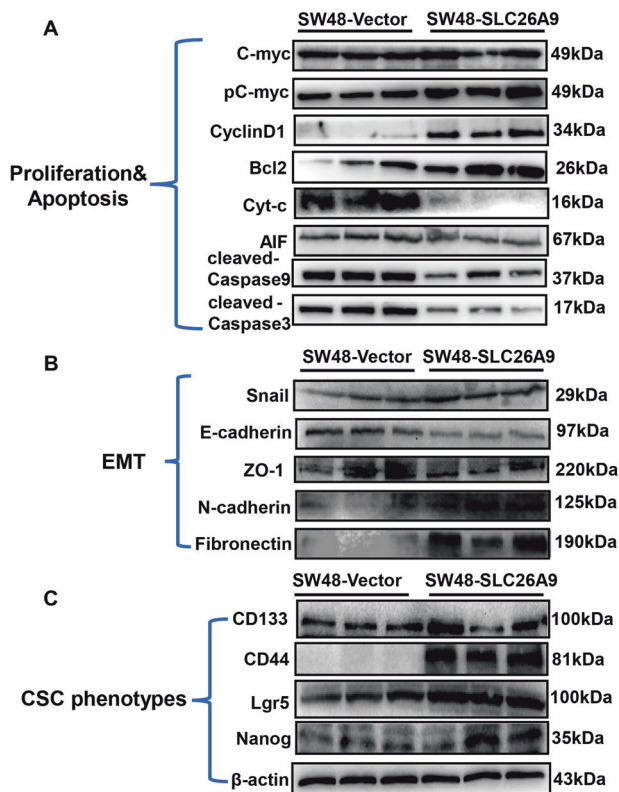 A
SW48-Vector SW48-SLC26A9
C-myc 49kDa
pC-myc 49kDa
CyclinD1 34kDa
Bcl2 26kDa
Proliferation&
Apoptosis
Cyt-c 16kDa
AIF 67kDa
cleaved-
Caspase9 37kDa
cleaved -
Caspase3 17kDa
B
SW48-Vector SW48-SLC26A9
Snail 29kDa
E-cadherin 97kDa
EMT
ZO-1 220kDa
N-cadherin 125kDa
Fibronectin 190kDa
C
SW48-Vector SW48-SLC26A9
CD133 100kDa
CD44 81kDa
CSC phenotypes
Lgr5 100kDa
Nanog 35kDa
β-actin 43kDa